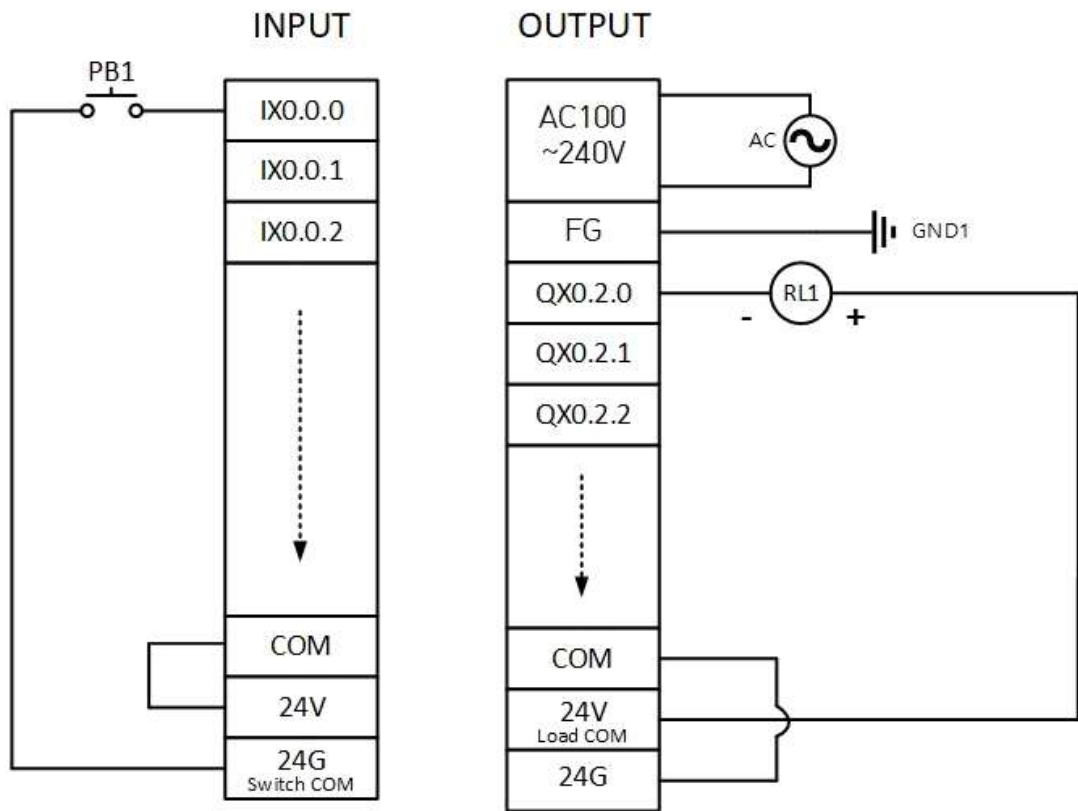 INPUT
OUTPUT
PB1
IX0.0.0
IX0.0.1
IX0.0.2
COM
24V
24G
Switch COM
AC100
~240V
AC
FG
GND1
QX0.2.0
RL1
- +
QX0.2.1
QX0.2.2
COM
24V
Load COM
24G